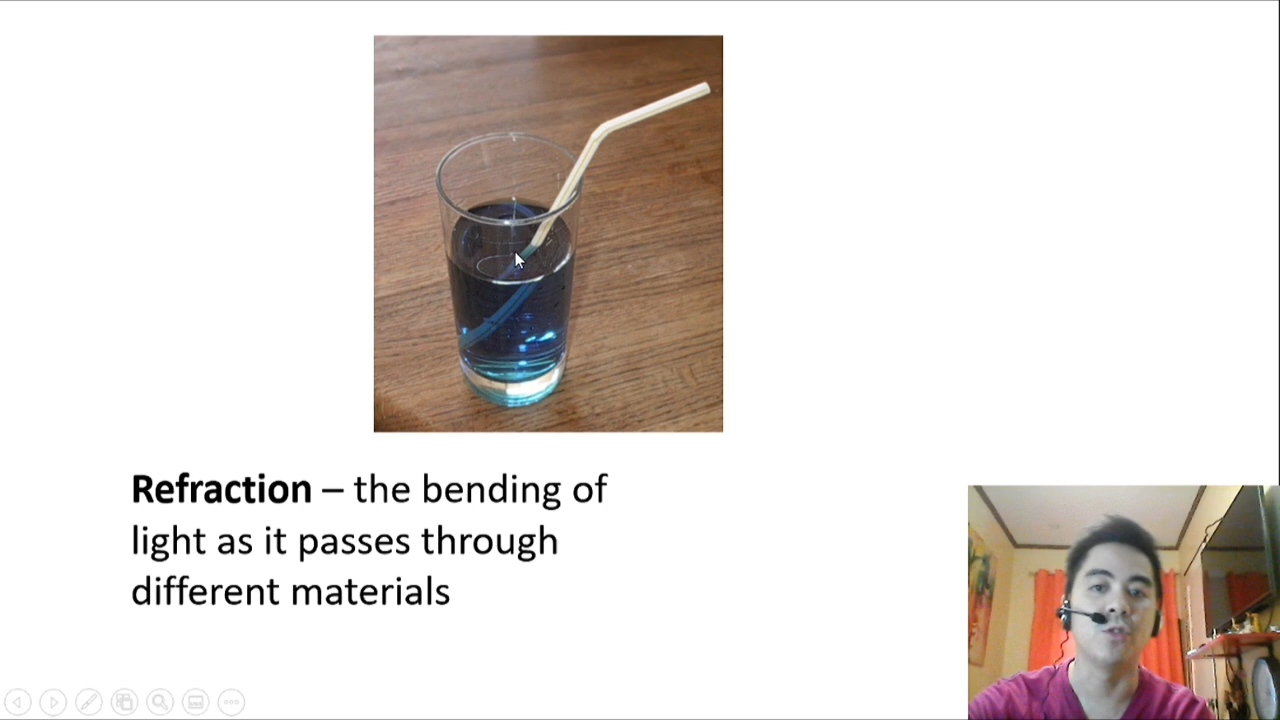 Refraction – the bending of
light as it passes through
different materials